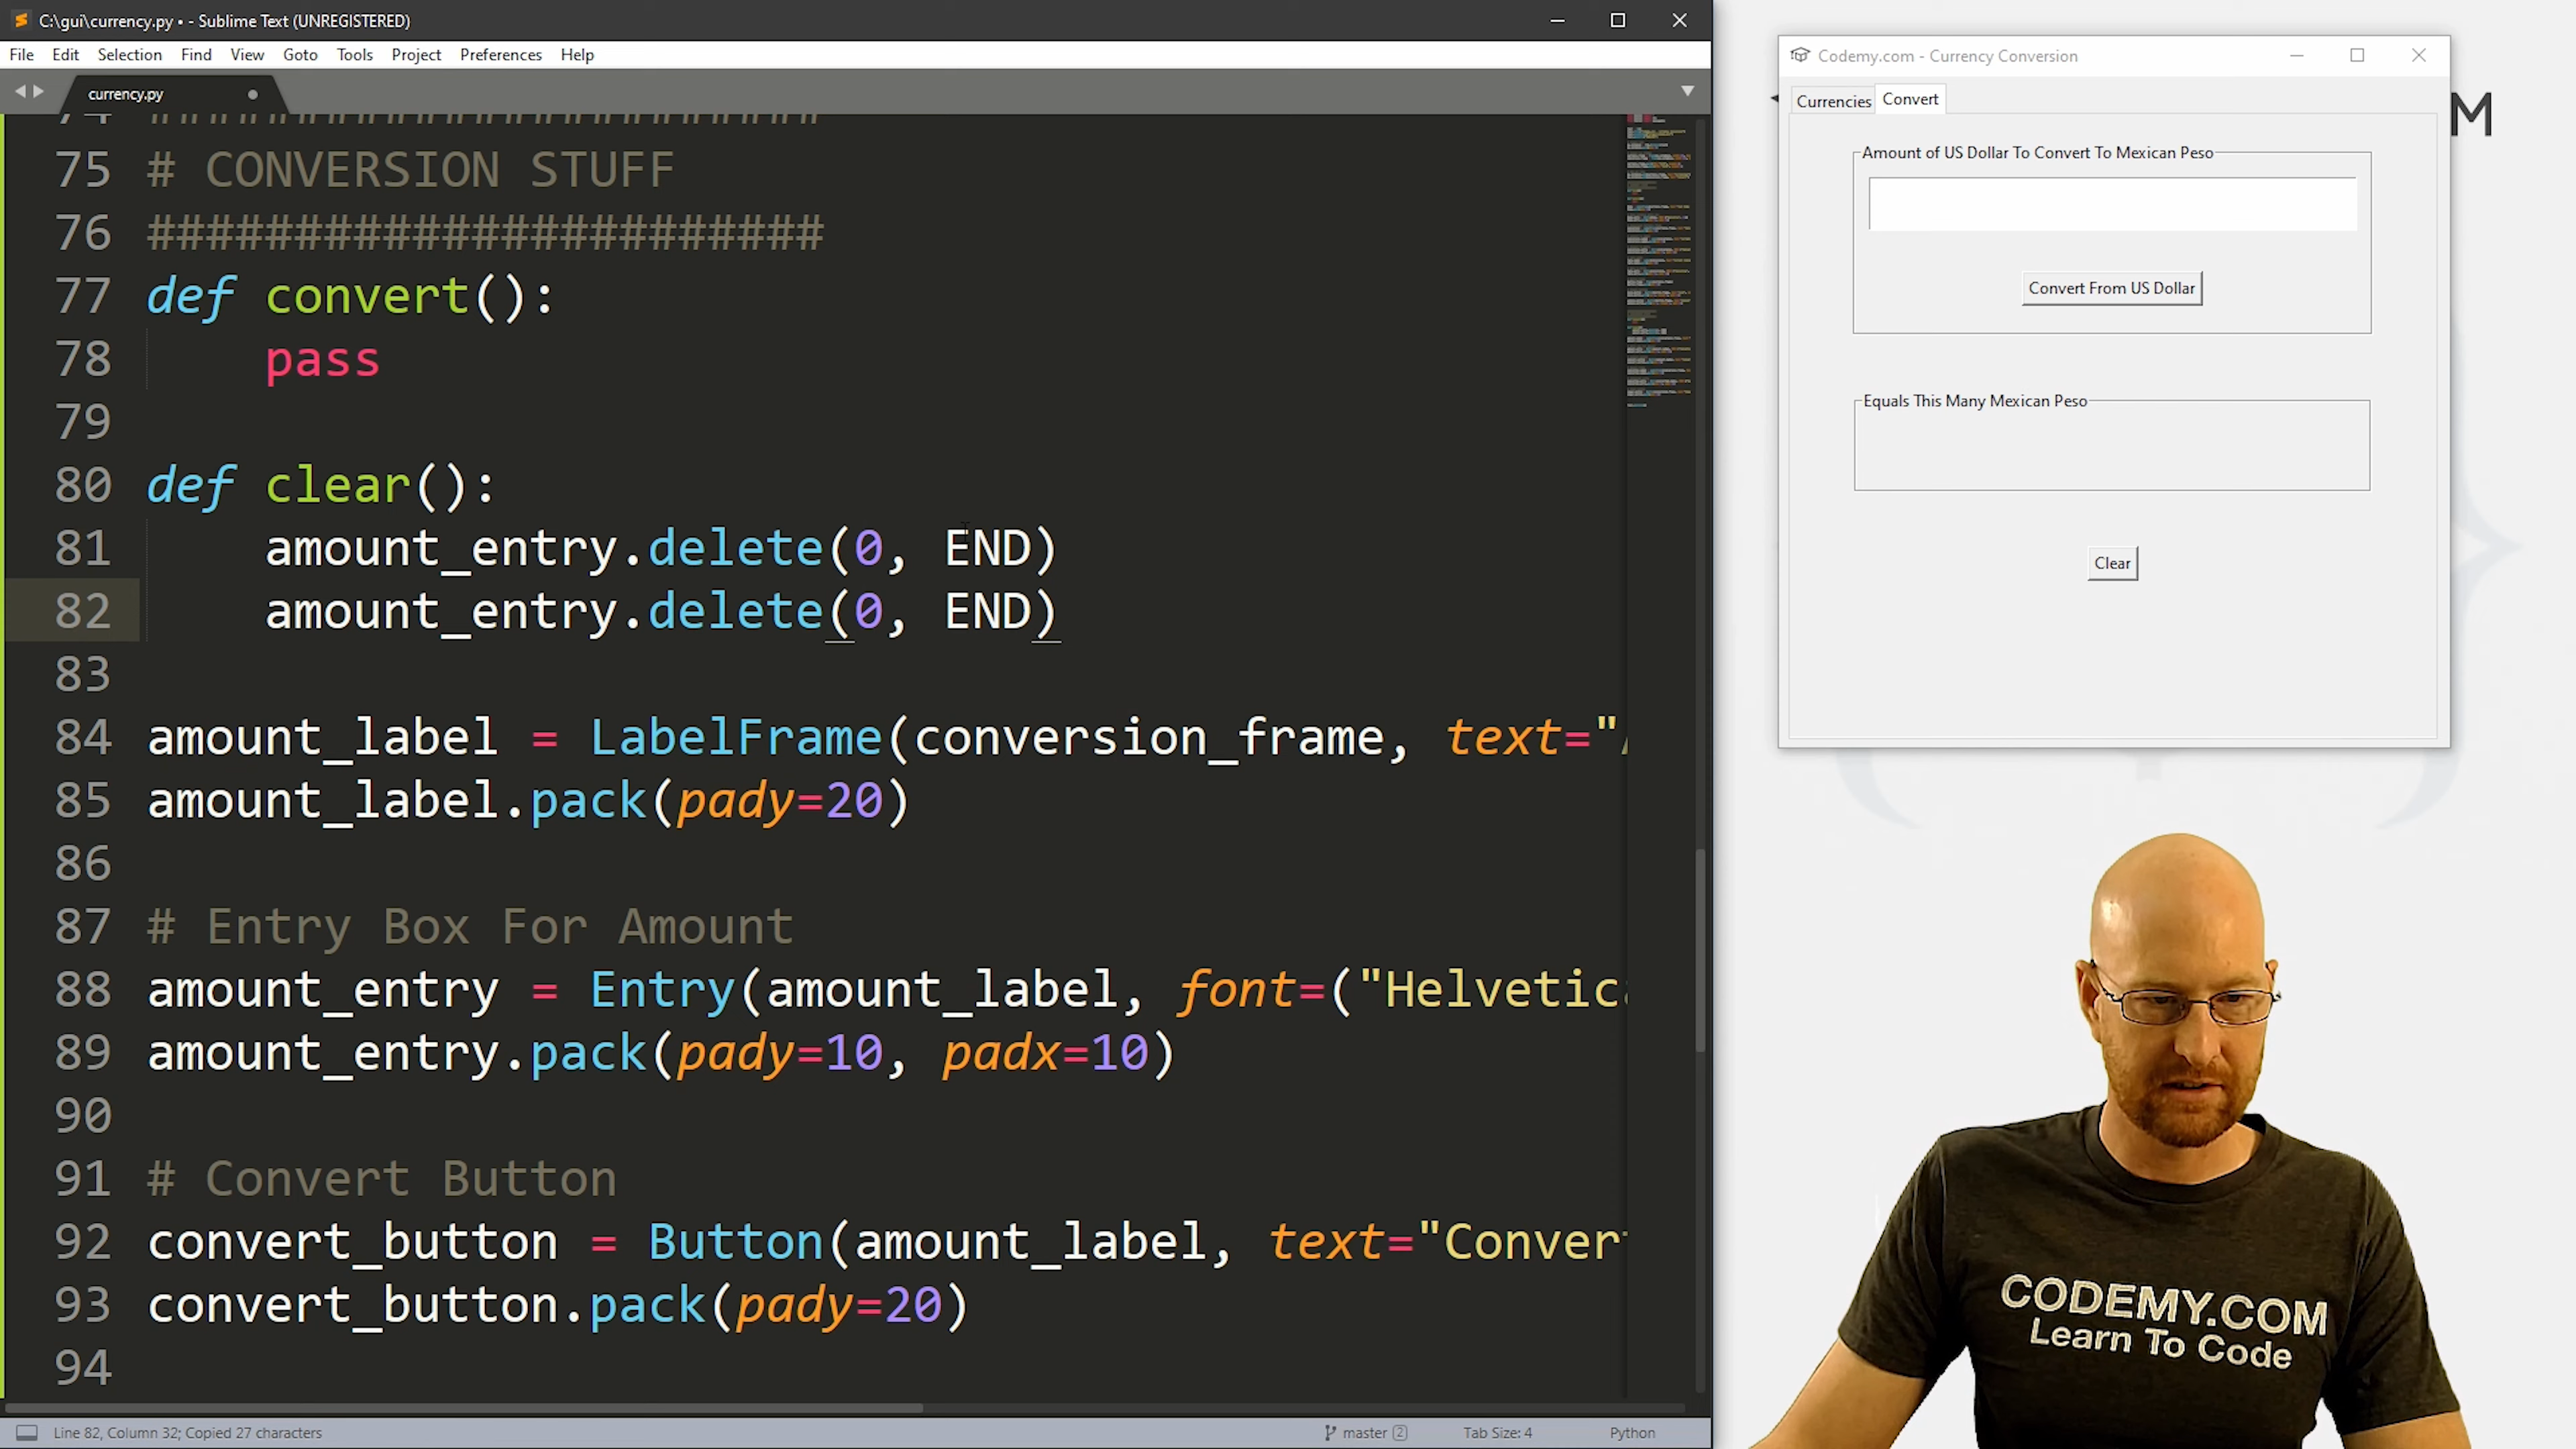 C:\gui\currency.py • - Sublime Text (UNREGISTERED)
File Edit Selection Find View Goto Tools Project Preferences Help
currency.py
74 #######################
75 # CONVERSION STUFF
76 #######################
77 def convert():
78 pass
79
80 def clear():
81 amount_entry.delete(0, END)
82 amount_entry.delete(0, END)
83
84 amount_label = LabelFrame(conversion_frame, text="
85 amount_label.pack(pady=20)
86
87 # Entry Box For Amount
88 amount_entry = Entry(amount_label, font=("Helvetic
89 amount_entry.pack(pady=10, padx=10)
90
91 # Convert Button
92 convert_button = Button(amount_label, text="Conver
93 convert_button.pack(pady=20)
94
Line 82, Column 32; Copied 27 characters
master 2
Tab Size: 4
Python
Codemy.com - Currency Conversion
Currencies Convert
Amount of US Dollar To Convert To Mexican Peso
Convert From US Dollar
Equals This Many Mexican Peso
Clear
M
CODEMY.COM
Learn To Code